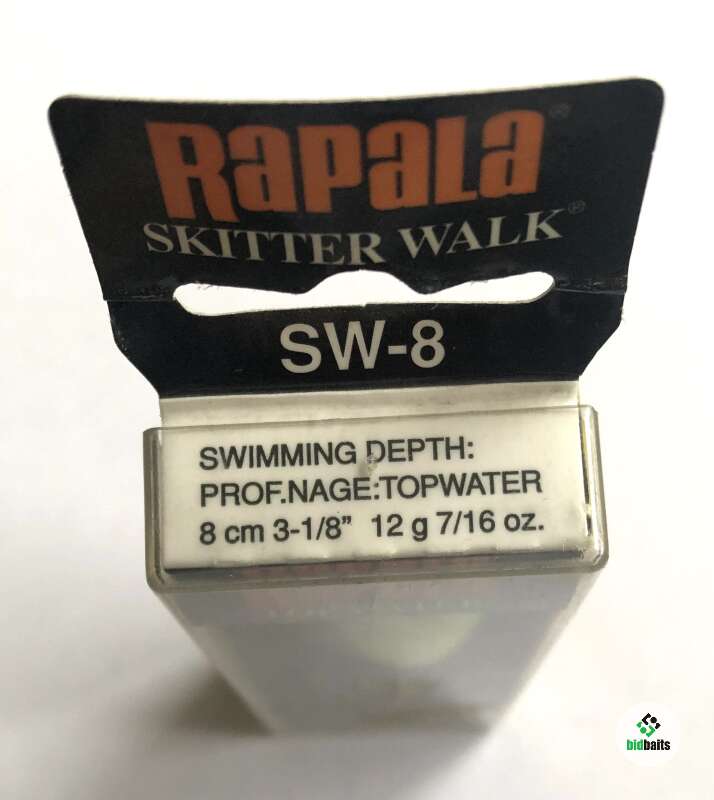 RaPaLa®
SKITTER WALK®
SW-8
SWIMMING DEPTH:
PROF.NAGE:TOPWATER
8 cm 3-1/8" 12 g 7/16 oz.
bidbaits